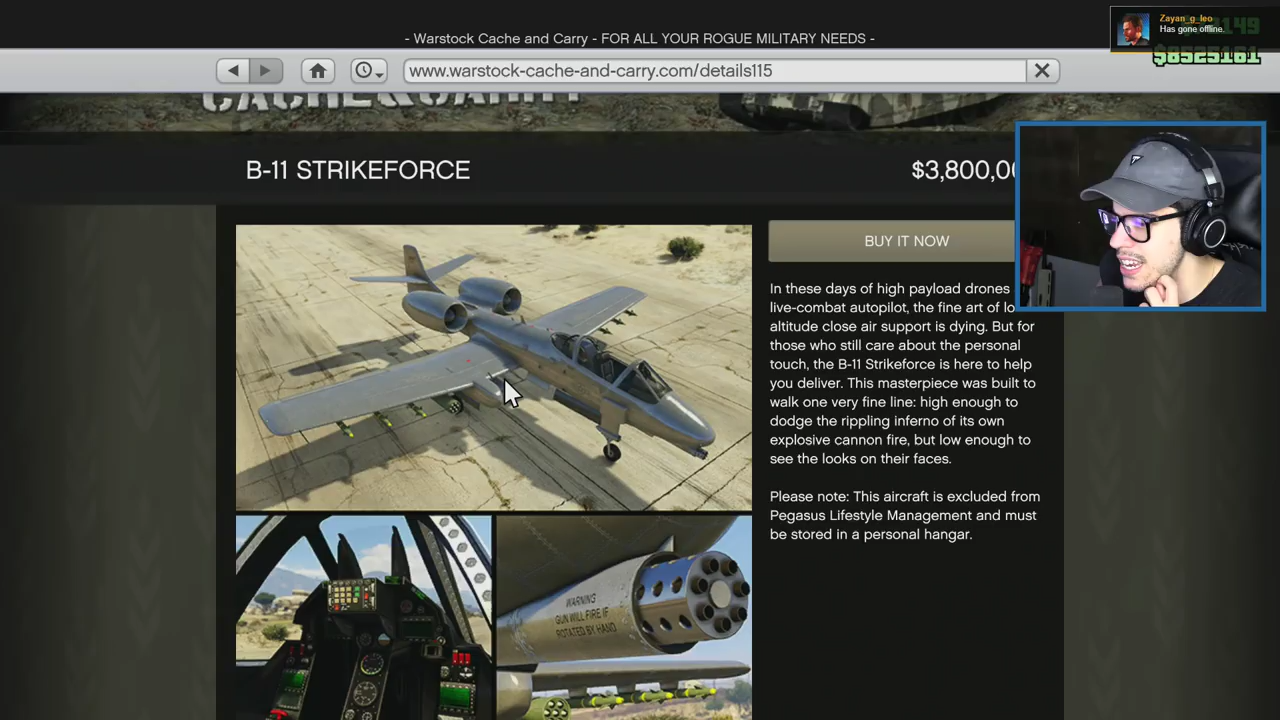 Zayan_g_leo
Has gone offline.
$8525161
- Warstock Cache and Carry - FOR ALL YOUR ROGUE MILITARY NEEDS -
www.warstock-cache-and-carry.com/details115
CACHE&CARRY
B-11 STRIKEFORCE
$3,800,00
BUY IT NOW
In these days of high payload drones
live-combat autopilot, the fine art of lo
altitude close air support is dying. But for
those who still care about the personal
touch, the B-11 Strikeforce is here to help
you deliver. This masterpiece was built to
walk one very fine line: high enough to
dodge the rippling inferno of its own
explosive cannon fire, but low enough to
see the looks on their faces.
Please note: This aircraft is excluded from
Pegasus Lifestyle Management and must
be stored in a personal hangar.
WARNING
GUN WILL FIRE IF
ROTATED BY HAND